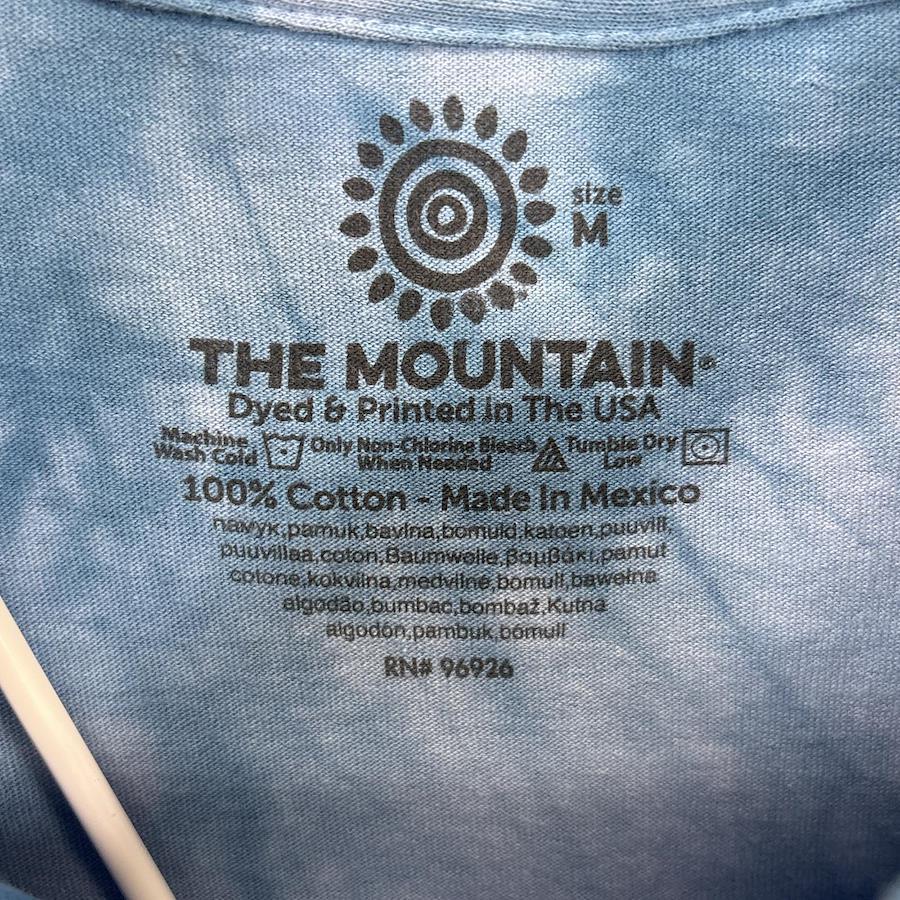 size
M
THE MOUNTAIN®
Dyed & Printed in The USA
Machine Wash Cold Only Non-Chlorine Bleach When Needed Tumble Dry Low
100% Cotton - Made In Mexico
navyk,pamuk,bavlna,bomuld,katoen,puuvill,
puuvillaa,coton,Baumwolle,βαμβάκι,pamut
cotone,kokvilna,medvilnė,bomull,bawełna
algodão,bumbac,bombaž,Kutna
algodón,pambuk,bomull
RN# 96926